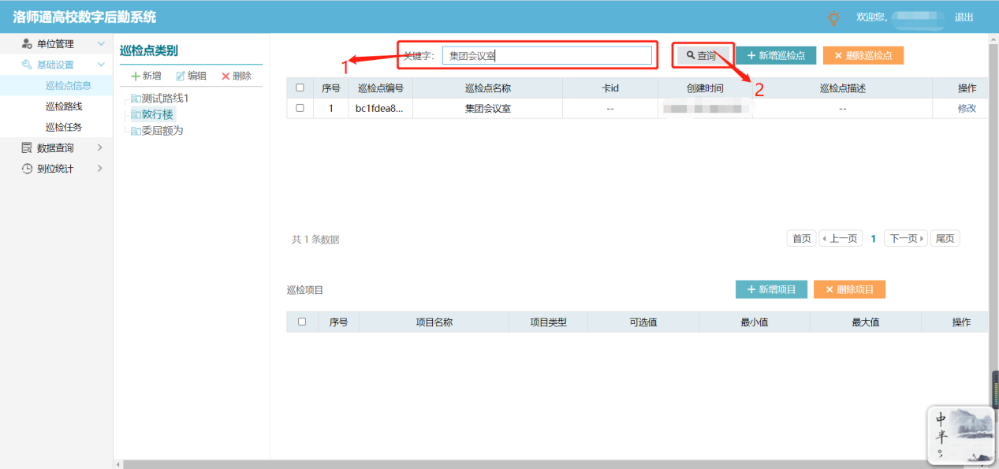 洛师通高校数字后勤系统
欢迎您,
退出
单位管理
基础设置
巡检点信息
巡检路线
巡检任务
数据查询
到位统计
巡检点类别
新增 编辑 删除
测试路线1
敦行楼
委屈额为
1
关键字: 集团会议室
查询
新增巡检点
删除巡检点
2
序号 巡检点编号 巡检点名称 卡id 创建时间 巡检点描述 操作
1 bc1fdea8... 集团会议室 -- -- 修改
共 1 条数据
首页 上一页 1 下一页 尾页
巡检项目
新增项目
删除项目
序号 项目名称 项目类型 可选值 最小值 最大值 操作
中
半